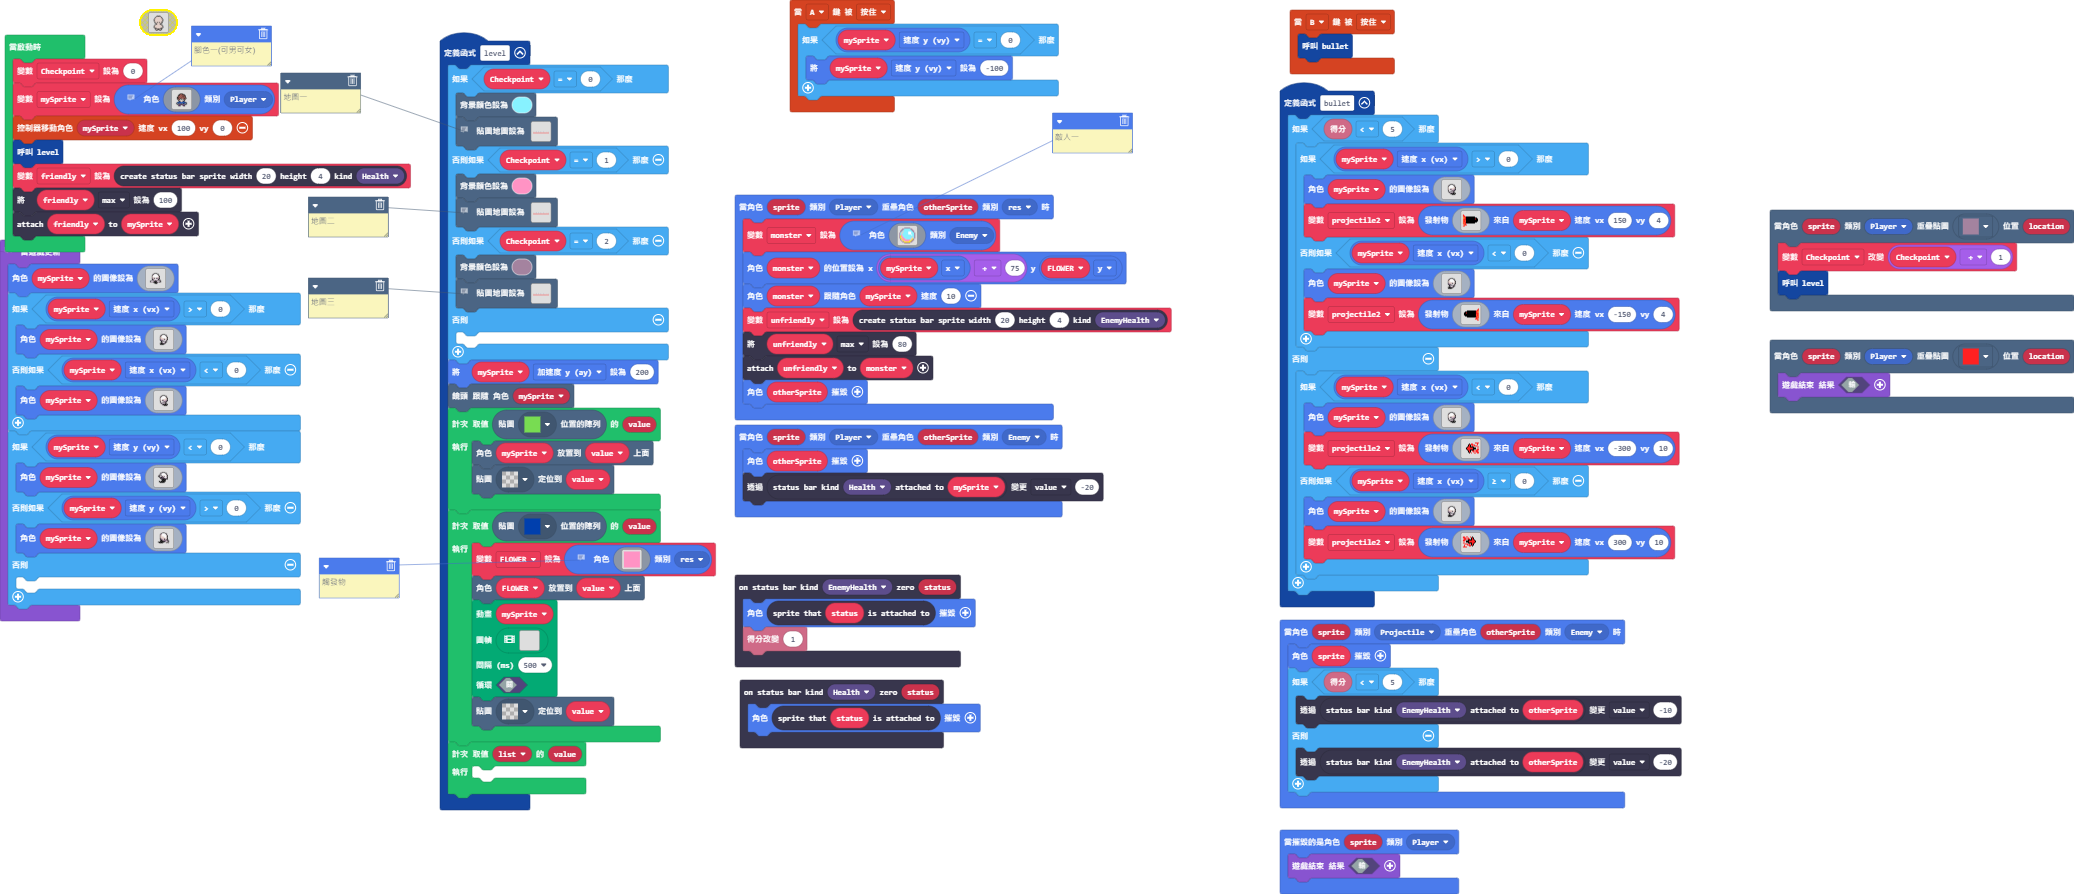 當啟動時
變數 Checkpoint 設為 0
變數 mySprite 設為 角色 類別 Player
控制器移動角色 mySprite 速度 vx 100 vy 0
呼叫 level
變數 friendly 設為 create status bar sprite width 20 height 4 kind Health
將 friendly max 設為 100
attach friendly to mySprite
角色一(可男可女)
地圖一
地圖二
地圖三
觸發物
角色 mySprite 的圖像設為
如果 mySprite 速度 x (vx) > 0 那麼
角色 mySprite 的圖像設為
否則如果 mySprite 速度 x (vx) < 0 那麼
角色 mySprite 的圖像設為
如果 mySprite 速度 y (vy) < 0 那麼
角色 mySprite 的圖像設為
否則如果 mySprite 速度 y (vy) > 0 那麼
角色 mySprite 的圖像設為
否則
定義函式 level
如果 Checkpoint = 0 那麼
背景顏色設為
貼圖地圖設為
否則如果 Checkpoint = 1 那麼
背景顏色設為
貼圖地圖設為
否則如果 Checkpoint = 2 那麼
背景顏色設為
貼圖地圖設為
否則
將 mySprite 加速度 y (ay) 設為 200
鏡頭 跟隨 角色 mySprite
計次 取值 貼圖 位置的陣列 的 value
執行 角色 mySprite 放置到 value 上面
貼圖 定位到 value
計次 取值 貼圖 位置的陣列 的 value
執行 變數 FLOWER 設為 角色 類別 res
角色 FLOWER 放置到 value 上面
動畫 mySprite
圖幀
間隔 (ms) 500
循環
貼圖 定位到 value
計次 取值 list 的 value
執行
當 A 鍵 被 按住
如果 mySprite 速度 y (vy) = 0 那麼
將 mySprite 速度 y (vy) 設為 -100
敵人一
當角色 sprite 類別 Player 重疊角色 otherSprite 類別 res 時
變數 monster 設為 角色 類別 Enemy
角色 monster 的位置設為 x mySprite x + 75 y FLOWER y
角色 monster 跟隨角色 mySprite 速度 10
變數 unfriendly 設為 create status bar sprite width 20 height 4 kind EnemyHealth
將 unfriendly max 設為 80
attach unfriendly to monster
角色 otherSprite 摧毀
當角色 sprite 類別 Player 重疊角色 otherSprite 類別 Enemy 時
角色 otherSprite 摧毀
透過 status bar kind Health attached to mySprite 變更 value -20
on status bar kind EnemyHealth zero status
角色 sprite that status is attached to 摧毀
得分改變 1
on status bar kind Health zero status
角色 sprite that status is attached to 摧毀
當 B 鍵 被 按住
呼叫 bullet
定義函式 bullet
如果 得分 < 5 那麼
如果 mySprite 速度 x (vx) > 0 那麼
角色 mySprite 的圖像設為
變數 projectile2 設為 發射物 來自 mySprite 速度 vx 150 vy 4
否則如果 mySprite 速度 x (vx) < 0 那麼
角色 mySprite 的圖像設為
變數 projectile2 設為 發射物 來自 mySprite 速度 vx -150 vy 4
否則
如果 mySprite 速度 x (vx) < 0 那麼
角色 mySprite 的圖像設為
變數 projectile2 設為 發射物 來自 mySprite 速度 vx -300 vy 10
否則如果 mySprite 速度 x (vx) ≥ 0 那麼
角色 mySprite 的圖像設為
變數 projectile2 設為 發射物 來自 mySprite 速度 vx 300 vy 10
當角色 sprite 類別 Projectile 重疊角色 otherSprite 類別 Enemy 時
角色 sprite 摧毀
如果 得分 < 5 那麼
透過 status bar kind EnemyHealth attached to otherSprite 變更 value -10
否則
透過 status bar kind EnemyHealth attached to otherSprite 變更 value -20
當摧毀的是角色 sprite 類別 Player
遊戲結束 結果
當角色 sprite 類別 Player 重疊貼圖 位置 location
變數 Checkpoint 改變 Checkpoint + 1
呼叫 level
當角色 sprite 類別 Player 重疊貼圖 位置 location
遊戲結束 結果